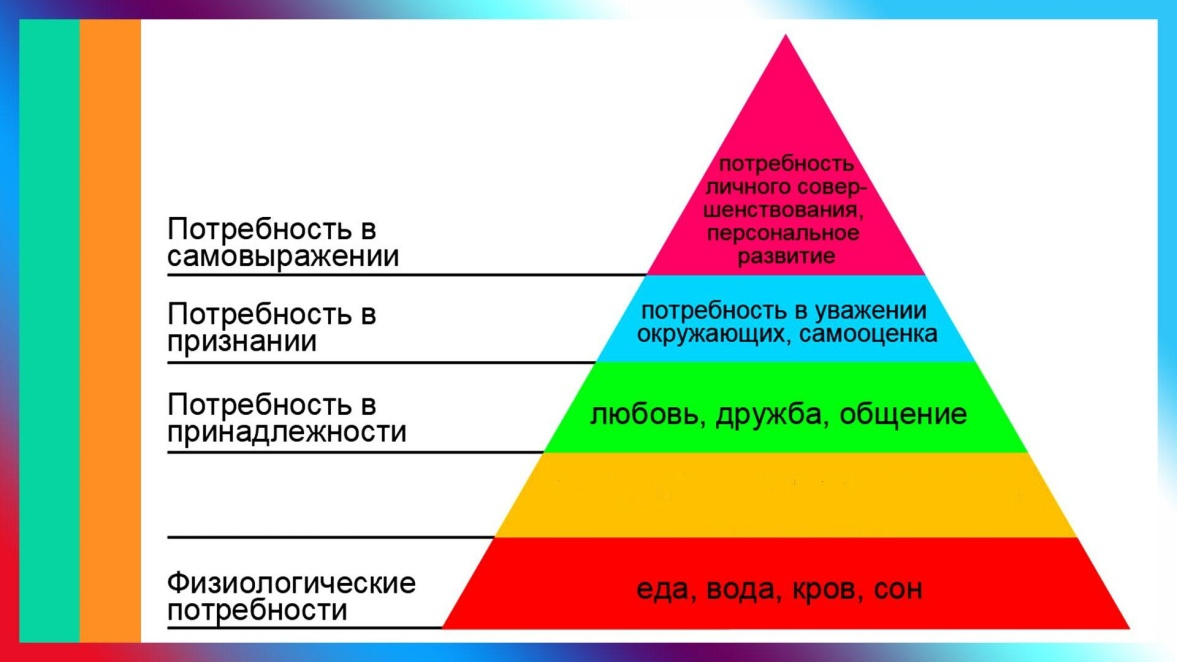 потребность
личного совер-
шенствования,
персональное
развитие
Потребность в
самовыражении
потребность в уважении
окружающих, самооценка
Потребность в
признании
любовь, дружба, общение
Потребность в
принадлежности
еда, вода, кров, сон
Физиологические
потребности